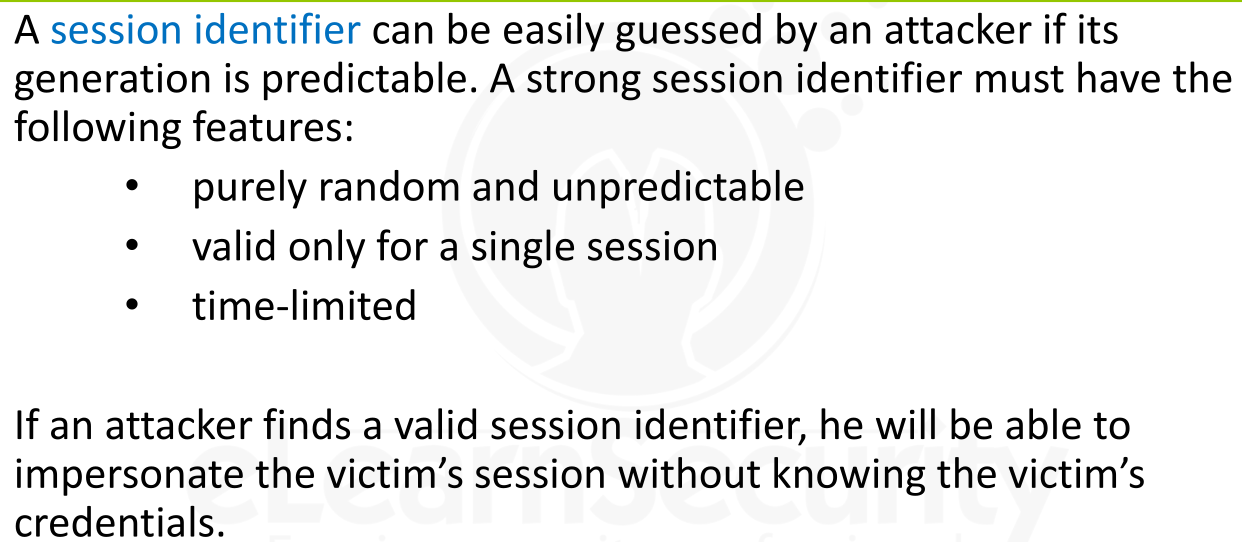 A session identifier can be easily guessed by an attacker if its
generation is predictable. A strong session identifier must have the
following features:
• purely random and unpredictable
• valid only for a single session
• time-limited
If an attacker finds a valid session identifier, he will be able to
impersonate the victim’s session without knowing the victim’s
credentials.
eLearnSecurity